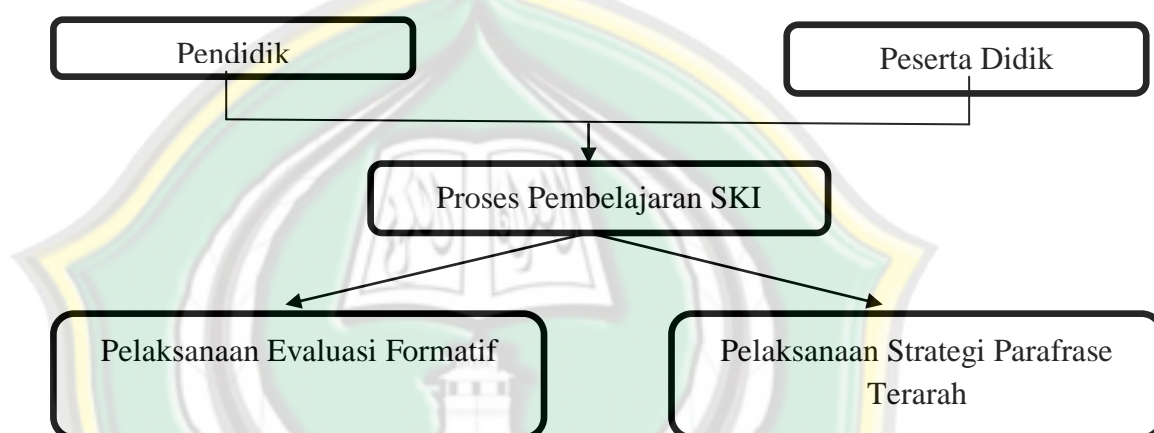 Pendidik
Peserta Didik
Proses Pembelajaran SKI
Pelaksanaan Evaluasi Formatif
Pelaksanaan Strategi Parafrase
Terarah